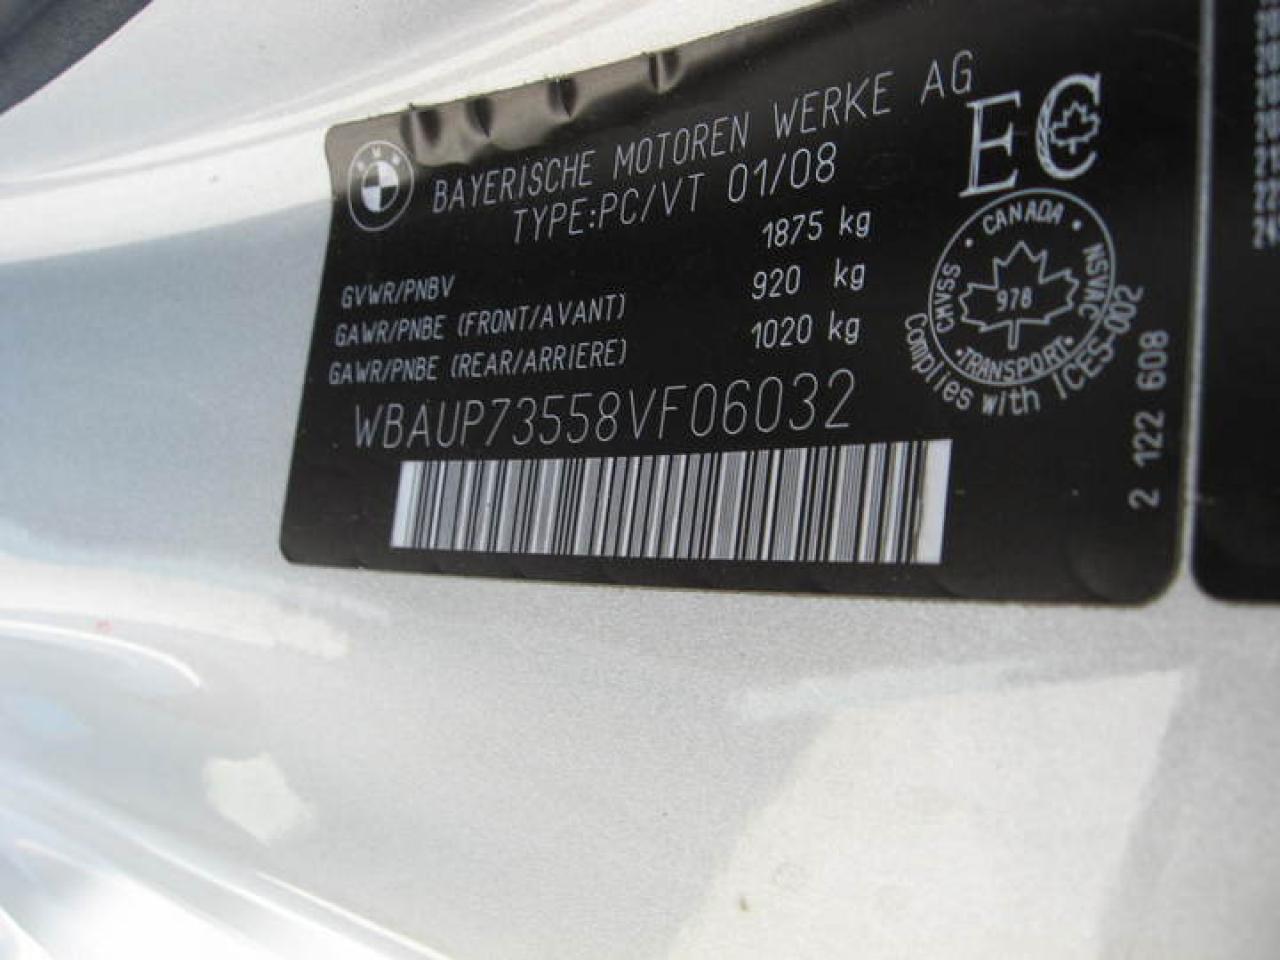 BMW
BAYERISCHE MOTOREN WERKE AG
TYPE:PC/VT 01/08
GVWR/PNBV 1875 kg
GAWR/PNBE (FRONT/AVANT) 920 kg
GAWR/PNBE (REAR/ARRIERE) 1020 kg
WBAUP73558VF06032
EC
CANADA
CMVSS
NSVAC
978
TRANSPORT
Complies with ICES-002
2 122 608